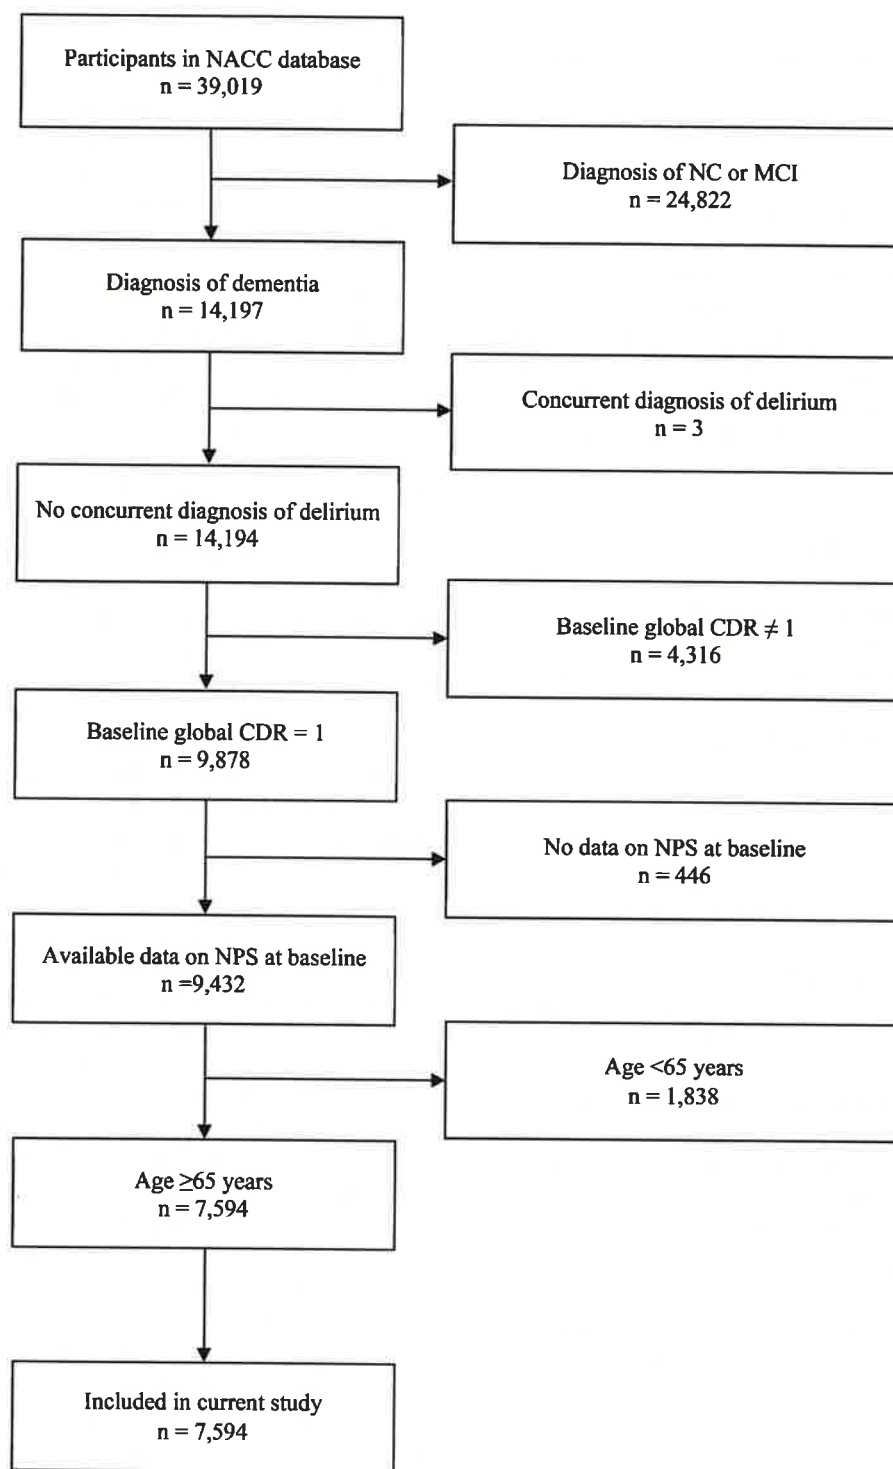 Participants in NACC database
n = 39,019
Diagnosis of NC or MCI
n = 24,822
Diagnosis of dementia
n = 14,197
Concurrent diagnosis of delirium
n = 3
No concurrent diagnosis of delirium
n = 14,194
Baseline global CDR ≠ 1
n = 4,316
Baseline global CDR = 1
n = 9,878
No data on NPS at baseline
n = 446
Available data on NPS at baseline
n =9,432
Age <65 years
n = 1,838
Age ≥65 years
n = 7,594
Included in current study
n = 7,594